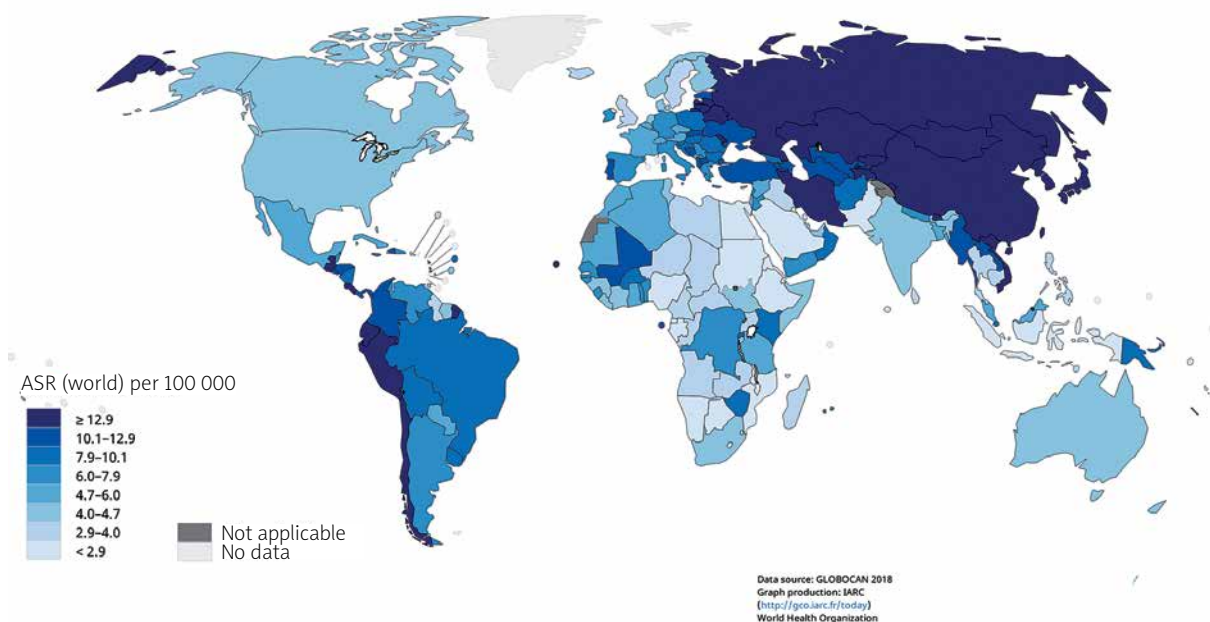 ASR (world) per 100 000
≥ 12.9
10.1–12.9
7.9–10.1
6.0–7.9
4.7–6.0
4.0–4.7
2.9–4.0
< 2.9
Not applicable
No data
Data source: GLOBOCAN 2018
Graph production: IARC
(http://gco.iarc.fr/today)
World Health Organization